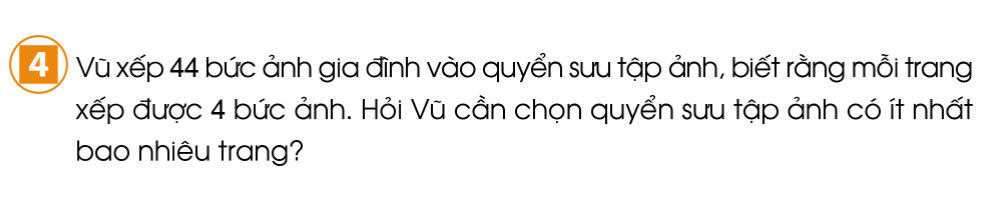 4 Vũ xếp 44 bức ảnh gia đình vào quyển sưu tập ảnh, biết rằng mỗi trang
xếp được 4 bức ảnh. Hỏi Vũ cần chọn quyển sưu tập ảnh có ít nhất
bao nhiêu trang?